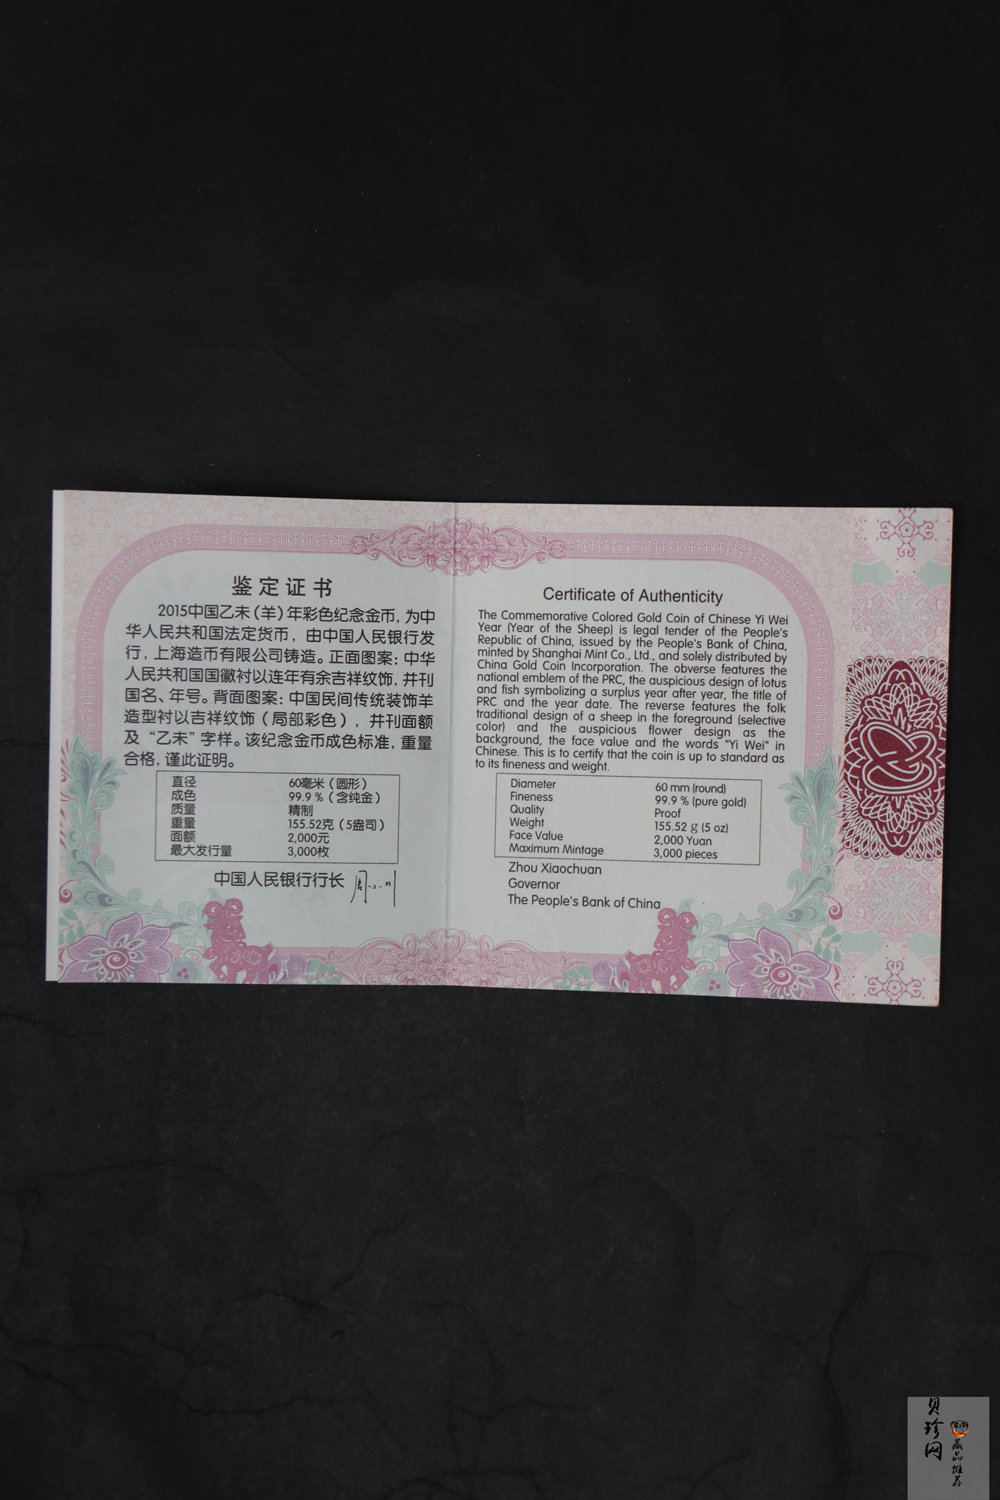 鉴定证书
2015中国乙未（羊）年彩色纪念金币，为中
华人民共和国法定货币，由中国人民银行发
行，上海造币有限公司铸造。正面图案：中华
人民共和国国徽衬以连年有余吉祥纹饰，并刊
国名、年号。背面图案：中国民间传统装饰羊
造型衬以吉祥纹饰（局部彩色），并刊面额
及“乙未”字样。该纪念金币成色标准，重量
合格，谨此证明。
直径 60毫米（圆形）
成色 99.9％（含纯金）
质量 精制
重量 155.52克（5盎司）
面额 2,000元
最大发行量 3,000枚
中国人民银行行长
Certificate of Authenticity
The Commemorative Colored Gold Coin of Chinese Yi Wei
Year (Year of the Sheep) is legal tender of the People's
Republic of China, issued by the People's Bank of China,
minted by Shanghai Mint Co., Ltd., and solely distributed by
China Gold Coin Incorporation. The obverse features the
national emblem of the PRC, the auspicious design of lotus
and fish symbolizing a surplus year after year, the title of
PRC and the year date. The reverse features the folk
traditional design of a sheep in the foreground (selective
color) and the auspicious flower design as the
background, the face value and the words "Yi Wei" in
Chinese. This is to certify that the coin is up to standard as
to its fineness and weight.
Diameter 60 mm (round)
Fineness 99.9 % (pure gold)
Quality Proof
Weight 155.52 g (5 oz)
Face Value 2,000 Yuan
Maximum Mintage 3,000 pieces
Zhou Xiaochuan
Governor
The People's Bank of China
贝珍网
藏品推荐